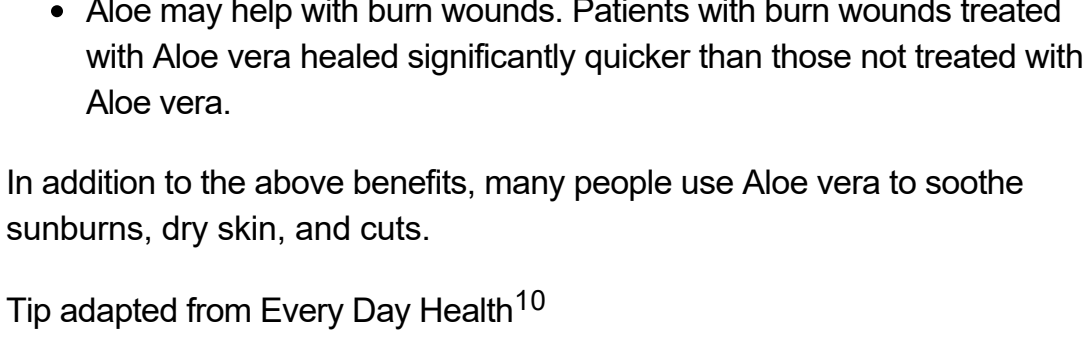 • Aloe may help with burn wounds. Patients with burn wounds treated
with Aloe vera healed significantly quicker than those not treated with
Aloe vera.
In addition to the above benefits, many people use Aloe vera to soothe
sunburns, dry skin, and cuts.
Tip adapted from Every Day Health10